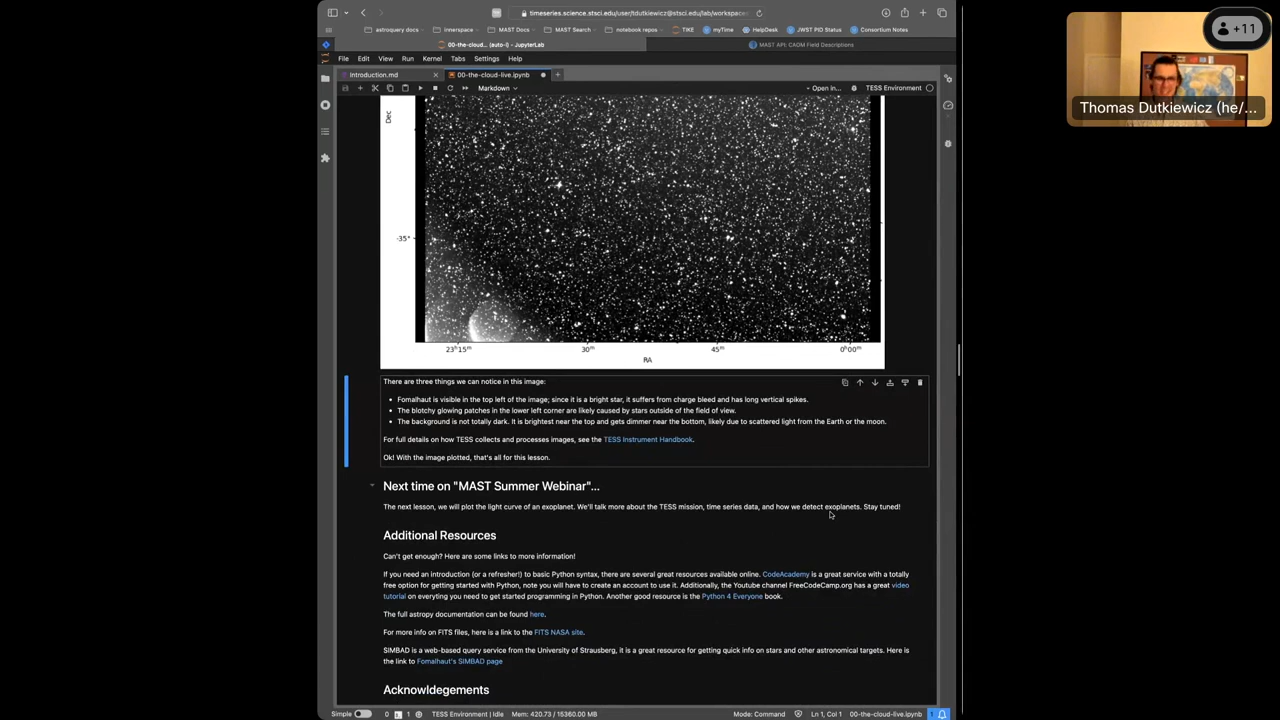 timeseries.science.stsci.edu/user/tdutkiewicz@stsci.edu/lab/workspace
astroquery docs innerspace MAST Docs MAST Search notebook repos TIKE myTime HelpDesk JWST PID Status Consortium Notes
00-the-cloud... (auto-I) - JupyterLab MAST API: CAOM Field Descriptions
File Edit View Run Kernel Tabs Settings Help
Introduction.md 00-the-cloud-live.ipynb
Markdown Open in... TESS Environment
Dec
-35°
23ʰ15ᵐ 30ᵐ 45ᵐ 0ʰ00ᵐ
RA
There are three things we can notice in this image:
• Fomalhaut is visible in the top left of the image; since it is a bright star, it suffers from charge bleed and has long vertical spikes.
• The blotchy glowing patches in the lower left corner are likely caused by stars outside of the field of view.
• The background is not totally dark. It is brightest near the top and gets dimmer near the bottom, likely due to scattered light from the Earth or the moon.
For full details on how TESS collects and processes images, see the TESS Instrument Handbook.
Ok! With the image plotted, that's all for this lesson.
Next time on "MAST Summer Webinar"...
The next lesson, we will plot the light curve of an exoplanet. We'll talk more about the TESS mission, time series data, and how we detect exoplanets. Stay tuned!
Additional Resources
Can't get enough? Here are some links to more information!
If you need an introduction (or a refresher!) to basic Python syntax, there are several great resources available online. CodeAcademy is a great service with a totally
free option for getting started with Python, note you will have to create an account to use it. Additionally, the Youtube channel FreeCodeCamp.org has a great video
tutorial on everyting you need to get started programming in Python. Another good resource is the Python 4 Everyone book.
The full astropy documentation can be found here.
For more info on FITS files, here is a link to the FITS NASA site.
SIMBAD is a web-based query service from the University of Strausberg, it is a great resource for getting quick info on stars and other astronomical targets. Here is
the link to Fomalhaut's SIMBAD page
Acknowldegements
Simple 0 1 TESS Environment | Idle Mem: 420.73 / 15360.00 MB Mode: Command Ln 1, Col 1 00-the-cloud-live.ipynb 1
+11
Thomas Dutkiewicz (he/...